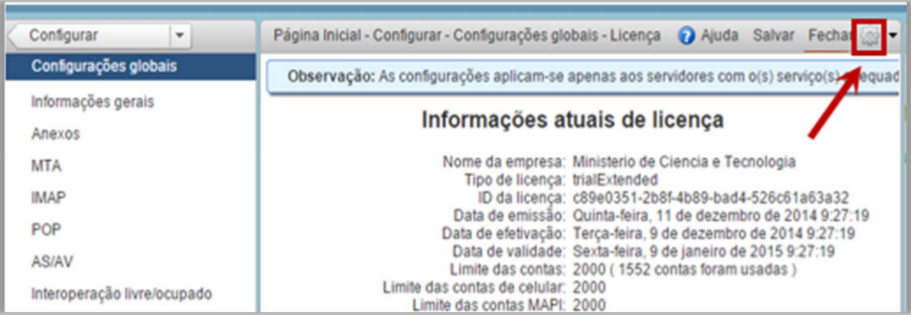 Configurar
Configurações globais
Informações gerais
Anexos
MTA
IMAP
POP
AS/AV
Interoperação livre/ocupado
Página Inicial - Configurar - Configurações globais - Licença Ajuda Salvar Fechar
Observação: As configurações aplicam-se apenas aos servidores com o(s) serviço(s)
Informações atuais de licença
Nome da empresa: Ministerio de Ciencia e Tecnologia
Tipo de licença: trialExtended
ID da licença: c89e0351-2b8f-4b89-bad4-526c61a63a32
Data de emissão: Quinta-feira, 11 de dezembro de 2014 9:27:19
Data de efetivação: Terça-feira, 9 de dezembro de 2014 9:27:19
Data de validade: Sexta-feira, 9 de janeiro de 2015 9:27:19
Limite das contas: 2000 ( 1552 contas foram usadas )
Limite das contas de celular: 2000
Limite das contas MAPI: 2000